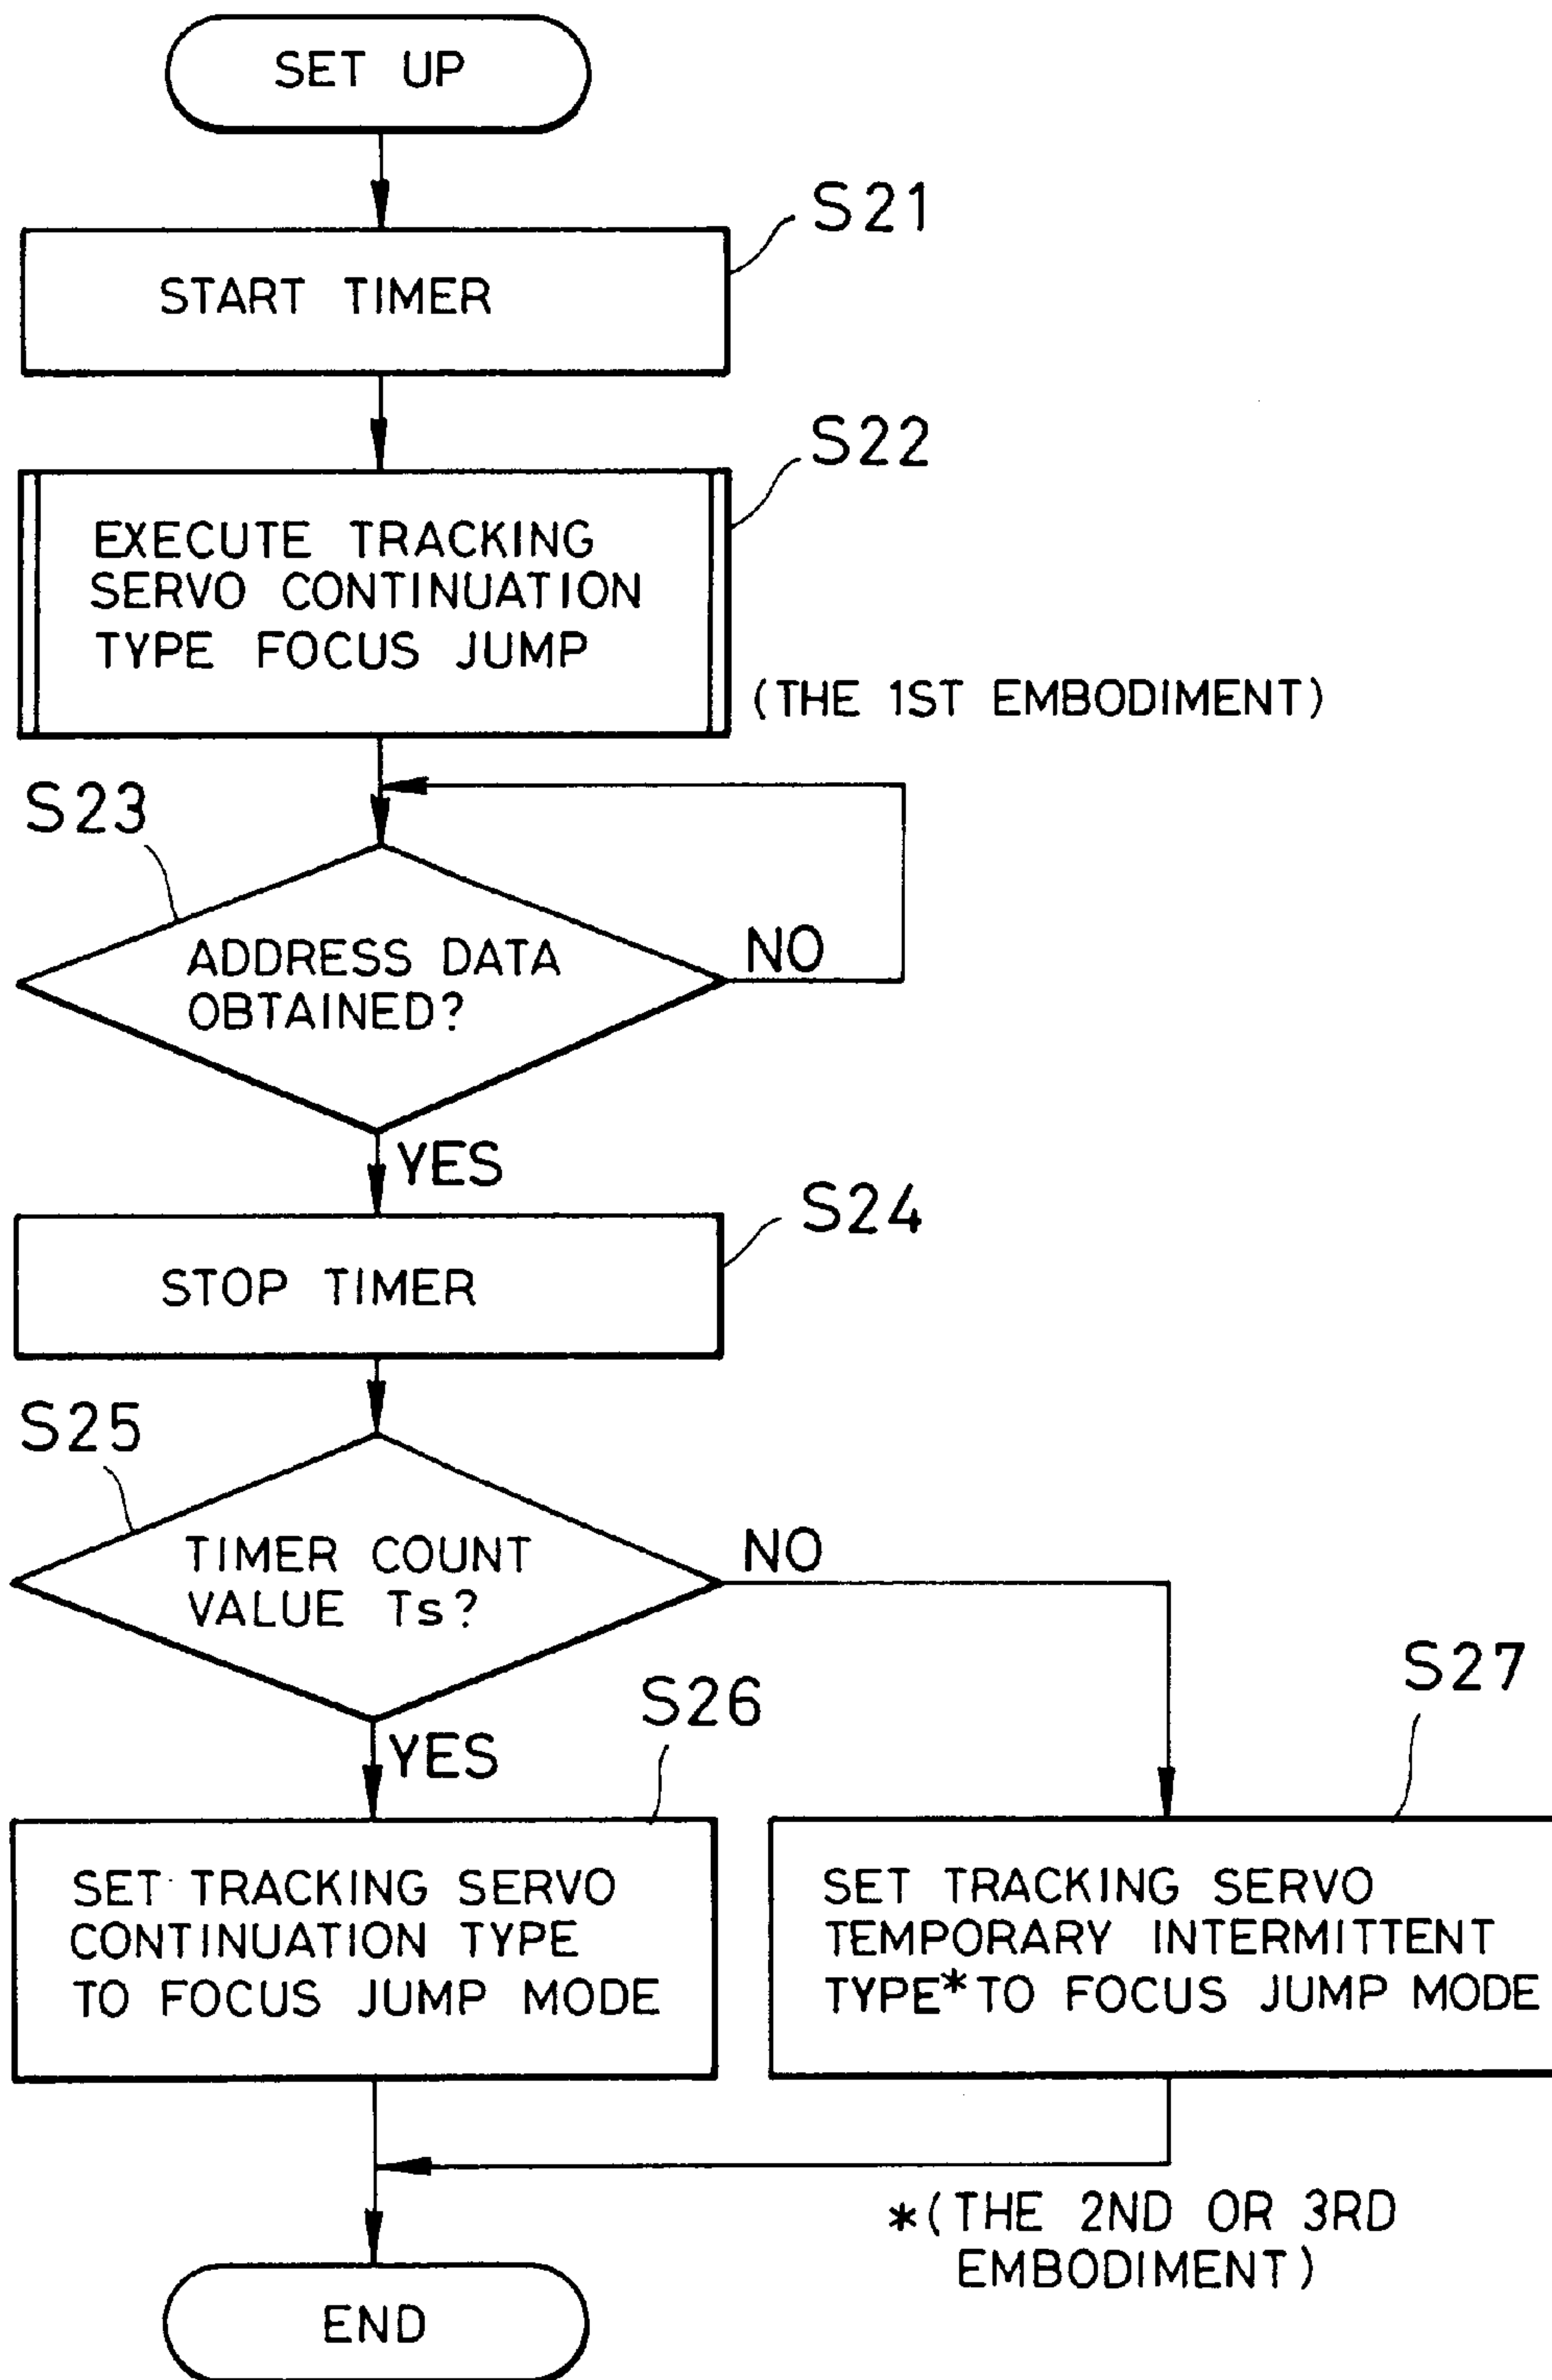 SET UP
S21
START TIMER
S22
EXECUTE TRACKING
SERVO CONTINUATION
TYPE FOCUS JUMP
(THE 1ST EMBODIMENT)
S23
ADDRESS DATA
OBTAINED?
NO
YES
S24
STOP TIMER
S25
TIMER COUNT
VALUE Ts?
NO
YES
S26
SET TRACKING SERVO
CONTINUATION TYPE
TO FOCUS JUMP MODE
S27
SET TRACKING SERVO
TEMPORARY INTERMITTENT
TYPE* TO FOCUS JUMP MODE
*(THE 2ND OR 3RD
EMBODIMENT)
END